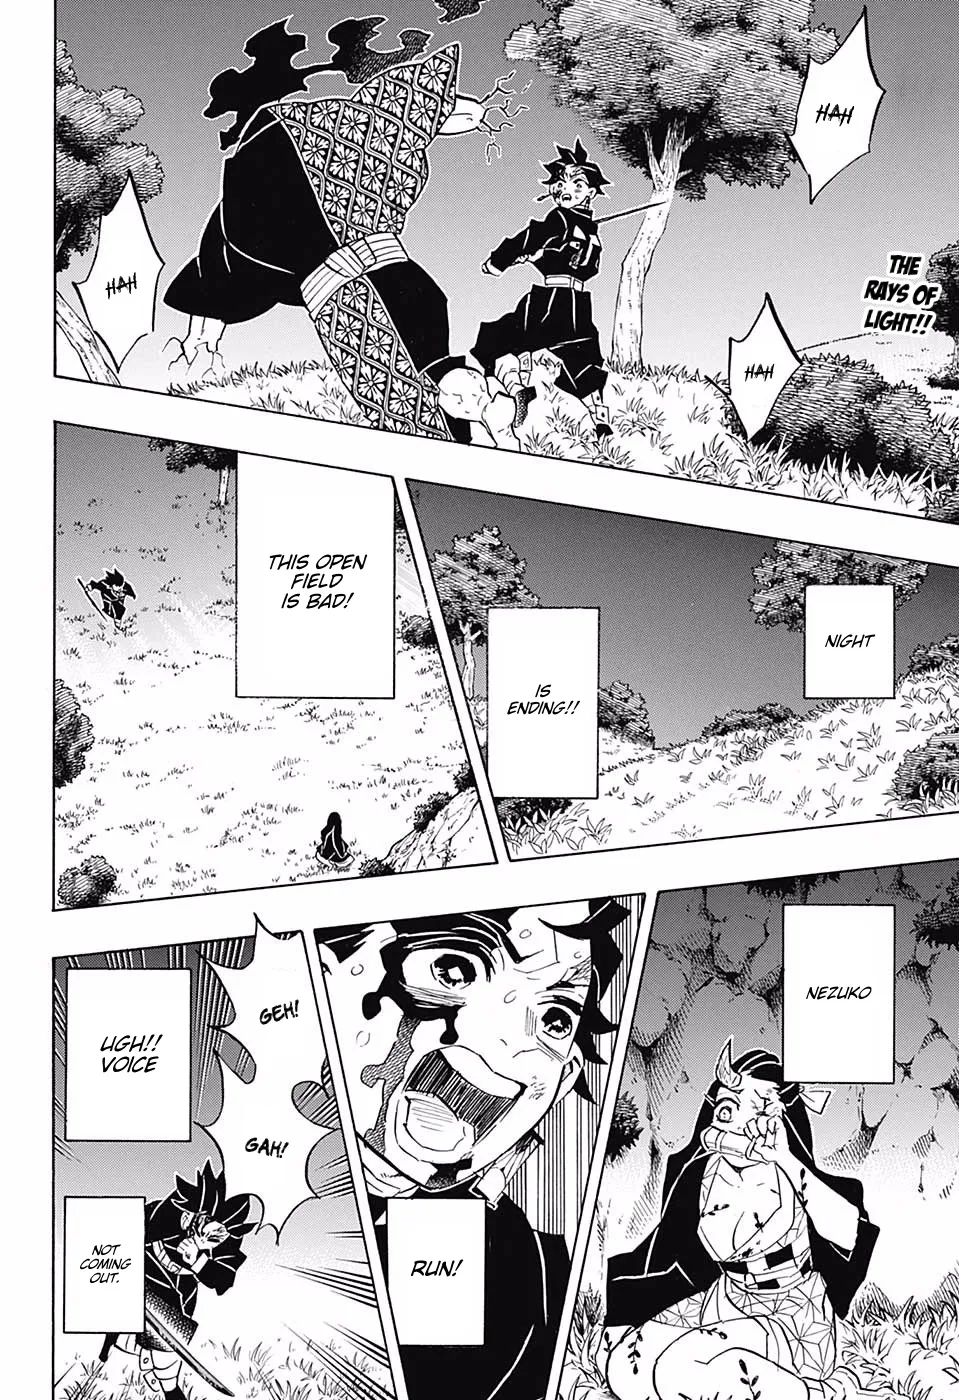 HAH
THE
RAYS OF
LIGHT!!
HAH
HAH
NIGHT
IS
ENDING!!
THIS OPEN
FIELD
IS BAD!
NEZUKO
RUN!
GEH!
GAH!
UGH!!
VOICE
NOT
COMING
OUT.